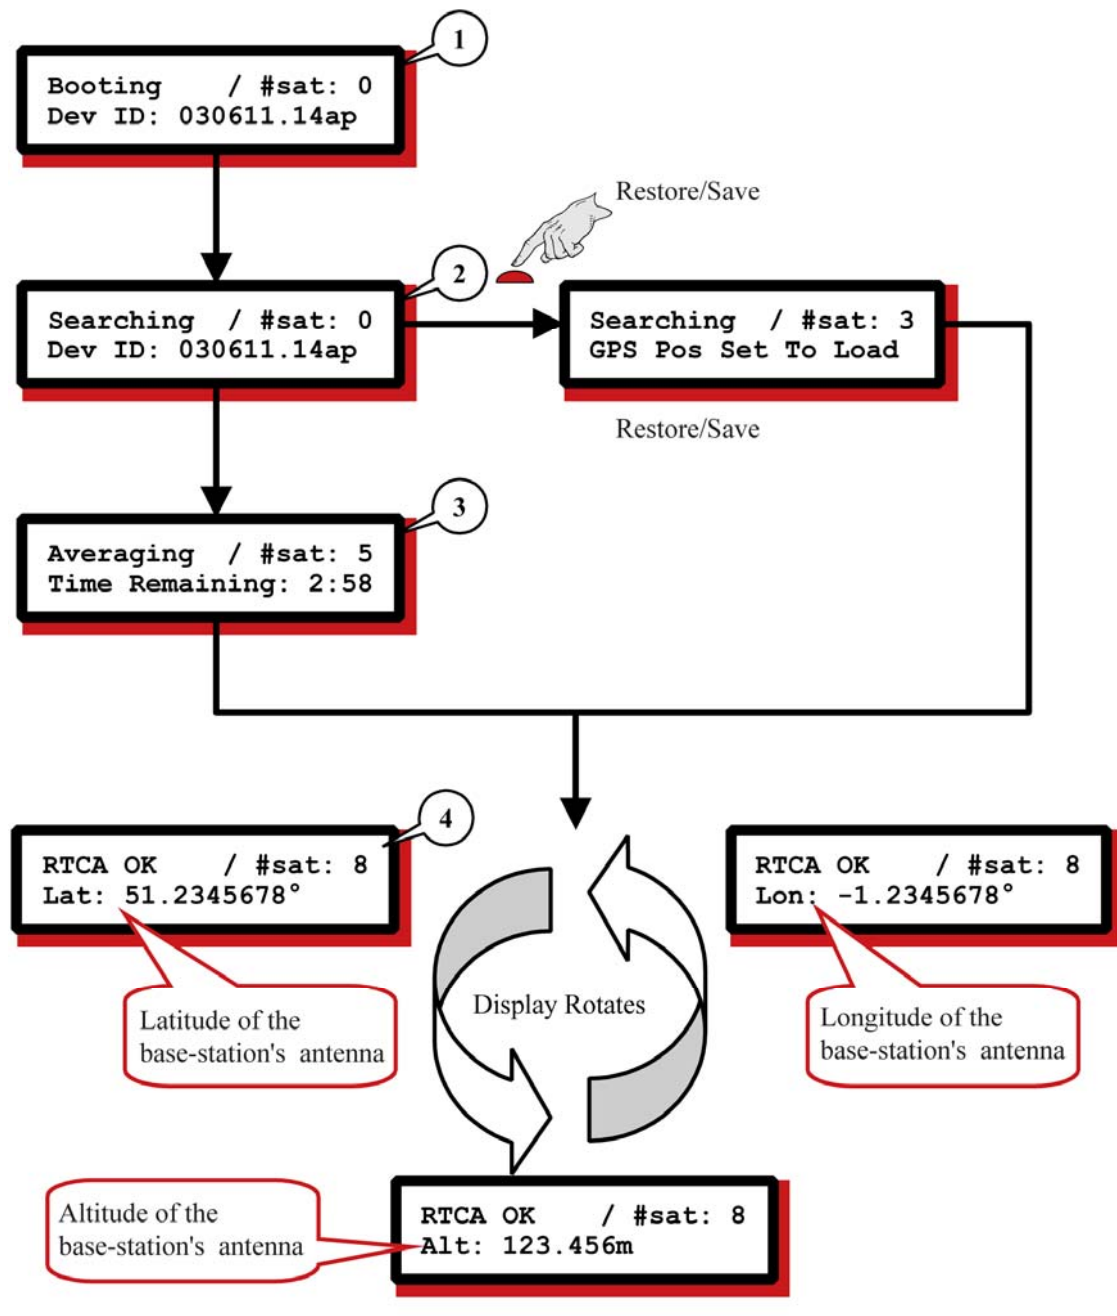 1
Booting / #sat: 0
Dev ID: 030611.14ap
Restore/Save
2
Searching / #sat: 0
Dev ID: 030611.14ap
Searching / #sat: 3
GPS Pos Set To Load
Restore/Save
3
Averaging / #sat: 5
Time Remaining: 2:58
4
RTCA OK / #sat: 8
Lat: 51.2345678°
Latitude of the
base-station's antenna
Display Rotates
RTCA OK / #sat: 8
Lon: -1.2345678°
Longitude of the
base-station's antenna
Altitude of the
base-station's antenna
RTCA OK / #sat: 8
Alt: 123.456m